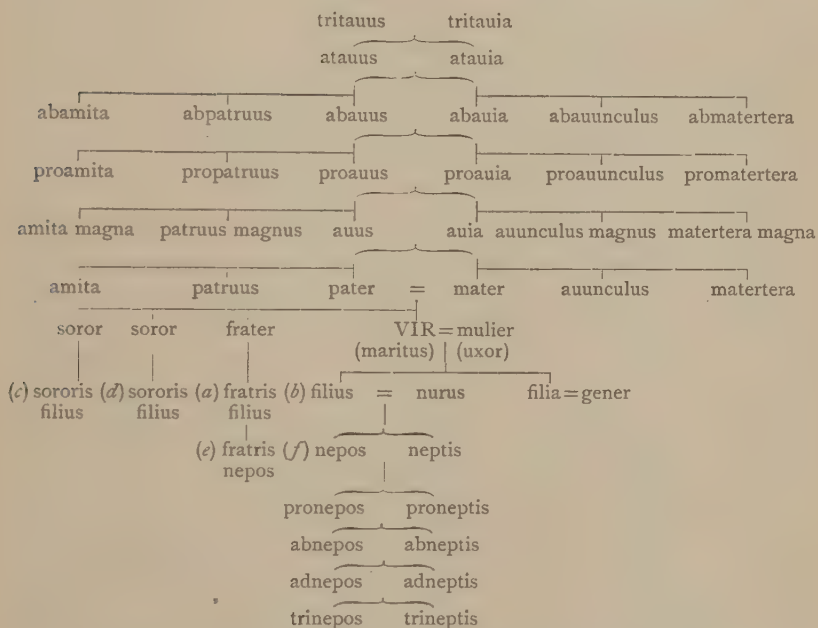 tritauus tritauia
atauus atauia
abamita abpatruus abauus abauia abauunculus abmatertera
proamita propatruus proauus proauia proauunculus promatertera
amita magna patruus magnus auus auia auunculus magnus matertera magna
amita patruus pater = mater auunculus matertera
soror soror frater VIR=mulier
(maritus) (uxor)
(c) sororis (d) sororis (a) fratris (b) filius = nurus filia=gener
filius filius filius
(e) fratris (f) nepos neptis
nepos
pronepos proneptis
abnepos abneptis
adnepos adneptis
trinepos trineptis